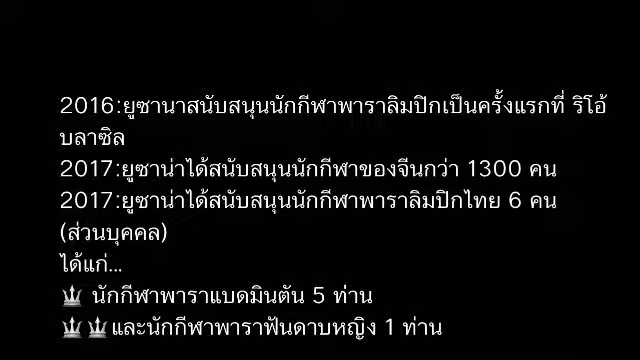 2016:ยูซานาสนับสนุนนักกีฬาพาราลิมปิกเป็นครั้งแรกที่ ริโอ้
บลาซิล
2017:ยูซาน่าได้สนับสนุนนักกีฬาของจีนกว่า 1300 คน
2017:ยูซาน่าได้สนับสนุนนักกีฬาพาราลิมปิกไทย 6 คน
(ส่วนบุคคล)
ได้แก่...
นักกีฬาพาราแบดมินตัน 5 ท่าน
และนักกีฬาพาราฟันดาบหญิง 1 ท่าน